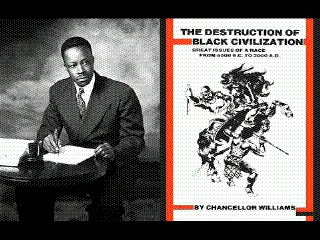 THE DESTRUCTION OF
BLACK CIVILIZATION
GREAT ISSUES OF A RACE
FROM 4500 B.C. TO 2000 A.D.
BY CHANCELLOR WILLIAMS